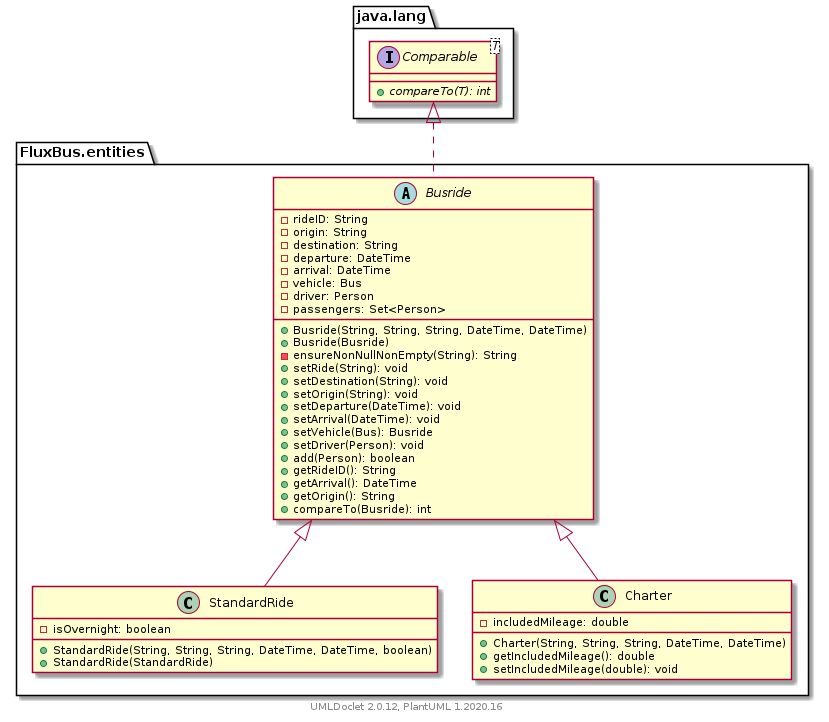 java.lang
T
I Comparable
compareTo(T): int
FluxBus.entities
A Busride
rideID: String
origin: String
destination: String
departure: DateTime
arrival: DateTime
vehicle: Bus
driver: Person
passengers: Set<Person>
Busride(String, String, String, DateTime, DateTime)
Busride(Busride)
ensureNonNullNonEmpty(String): String
setRide(String): void
setDestination(String): void
setOrigin(String): void
setDeparture(DateTime): void
setArrival(DateTime): void
setVehicle(Bus): Busride
setDriver(Person): void
add(Person): boolean
getRideID(): String
getArrival(): DateTime
getOrigin(): String
compareTo(Busride): int
C StandardRide
isOvernight: boolean
StandardRide(String, String, String, DateTime, DateTime, boolean)
StandardRide(StandardRide)
C Charter
includedMileage: double
Charter(String, String, String, DateTime, DateTime)
getIncludedMileage(): double
setIncludedMileage(double): void
UMLDoclet 2.0.12, PlantUML 1.2020.16